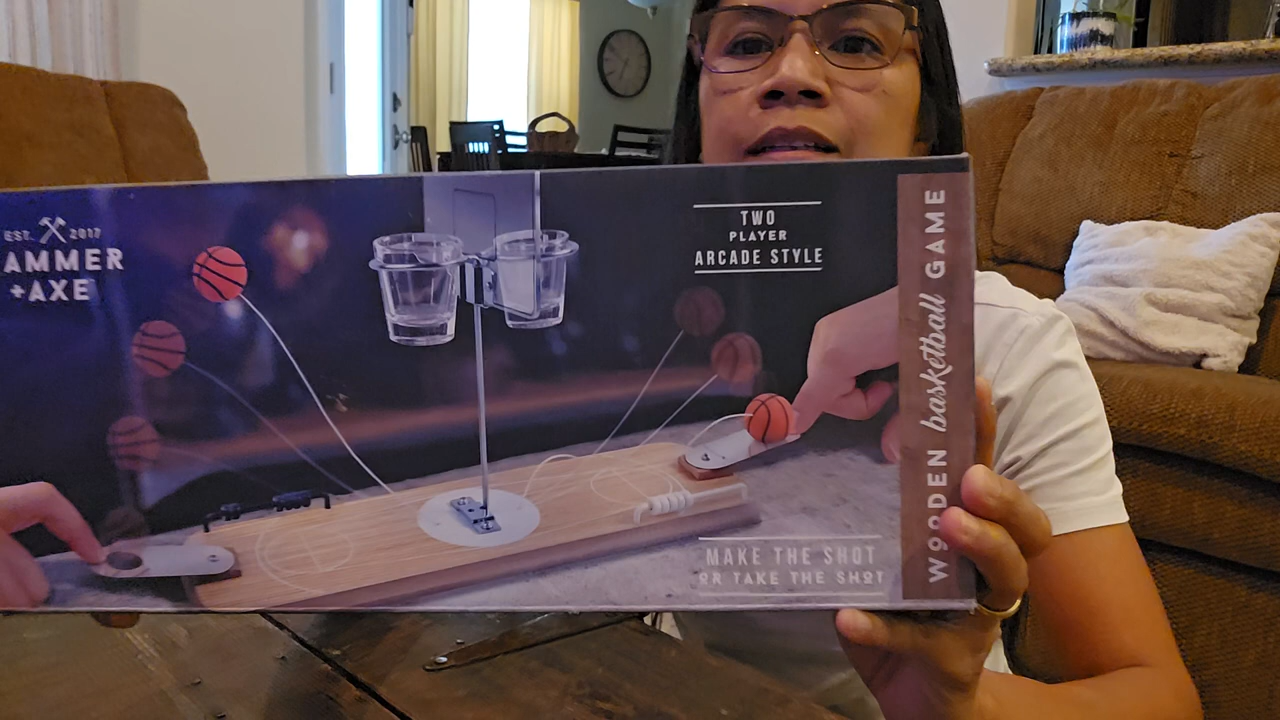 EST. 2017
AMMER
+AXE
TWO
PLAYER
ARCADE STYLE
WOODEN basketball GAME
MAKE THE SHOT
OR TAKE THE SHOT